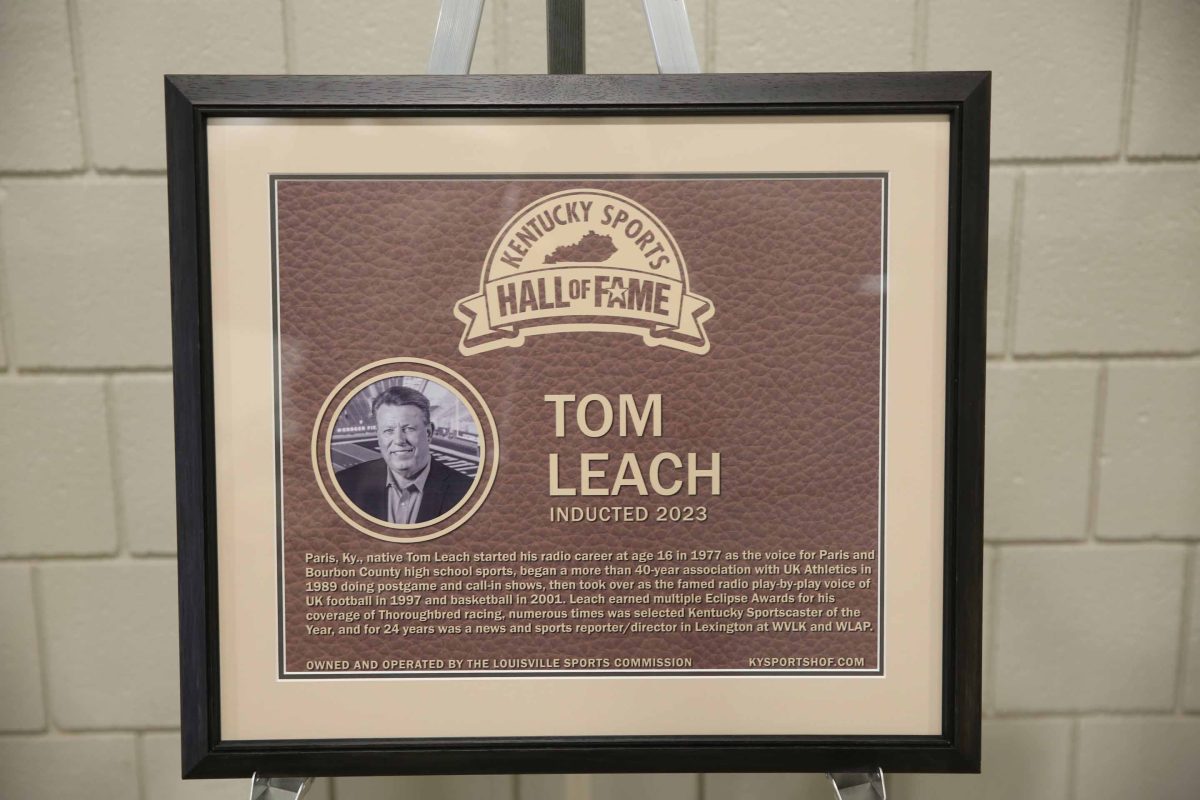 KENTUCKY SPORTS
HALL OF FAME
TOM
LEACH
INDUCTED 2023
Paris, Ky., native Tom Leach started his radio career at age 16 in 1977 as the voice for Paris and
Bourbon County high school sports, began a more than 40-year association with UK Athletics in
1989 doing postgame and call-in shows, then took over as the famed radio play-by-play voice of
UK football in 1997 and basketball in 2001. Leach earned multiple Eclipse Awards for his
coverage of Thoroughbred racing, numerous times was selected Kentucky Sportscaster of the
Year, and for 24 years was a news and sports reporter/director in Lexington at WVLK and WLAP.
OWNED AND OPERATED BY THE LOUISVILLE SPORTS COMMISSION KYSPORTSHOF.COM